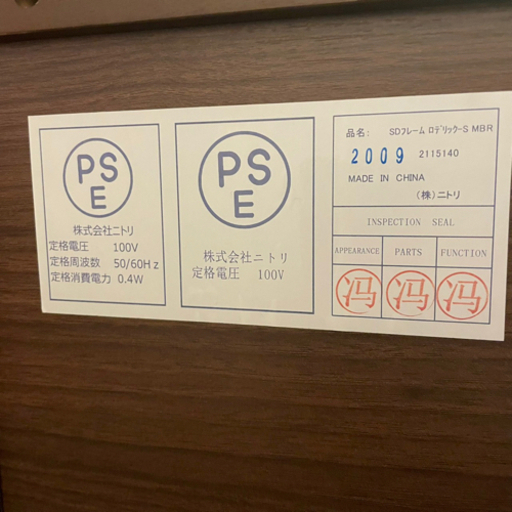 PS
E
株式会社ニトリ
定格電圧 100V
定格周波数 50/60Hz
定格消費電力 0.4W
PS
E
株式会社ニトリ
定格電圧 100V
品名: SDフレーム ロデリック-S MBR
2009 2115140
MADE IN CHINA
(株)ニトリ
INSPECTION SEAL
APPEARANCE PARTS FUNCTION
冯 冯 冯